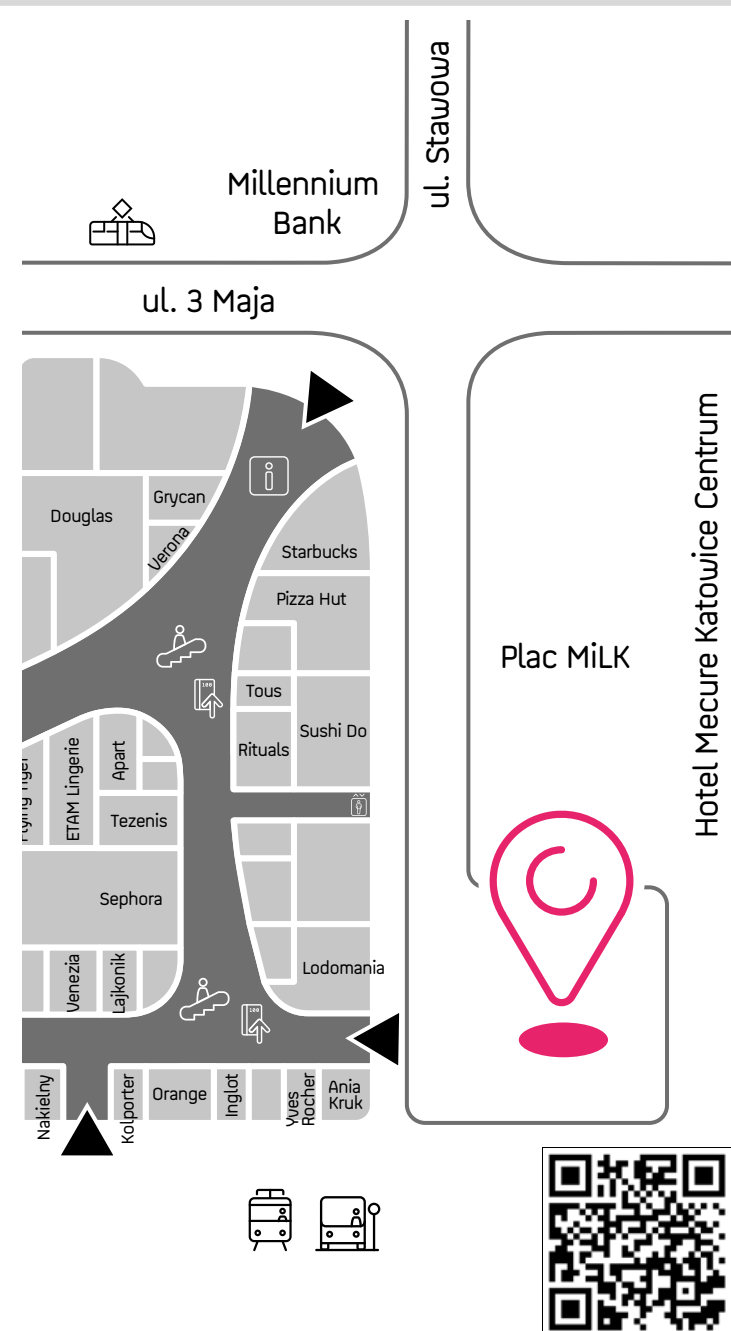 ul. Stawowa
Millennium
Bank
ul. 3 Maja
Hotel Mecure Katowice Centrum
Grycan
Douglas
Verona
Starbucks
Pizza Hut
Plac MiLK
100
Tous
Sushi Do
Rituals
ETAM Lingerie
Apart
Tezenis
Sephora
Venezia
Lajkonik
Lodomania
100
Nakielny
Kolporter
Orange
Inglot
Yves
Rocher
Ania
Kruk